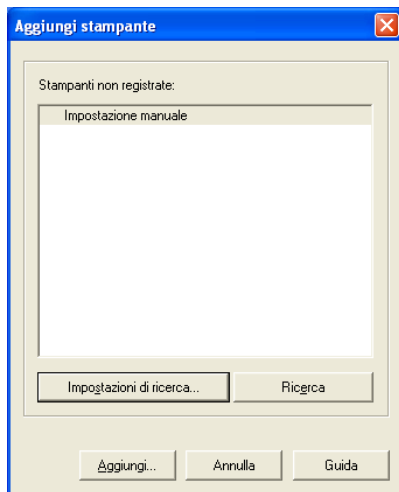 Aggiungi stampante
Stampanti non registrate:
Impostazione manuale
Impostazioni di ricerca... Ricerca
Aggiungi... Annulla Guida